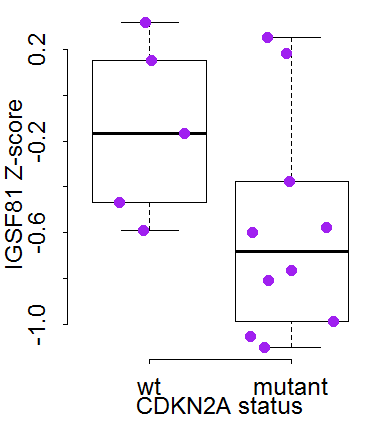 IGSF81 Z-score
0.2
-0.2
-0.6
-1.0
wt
mutant
CDKN2A status